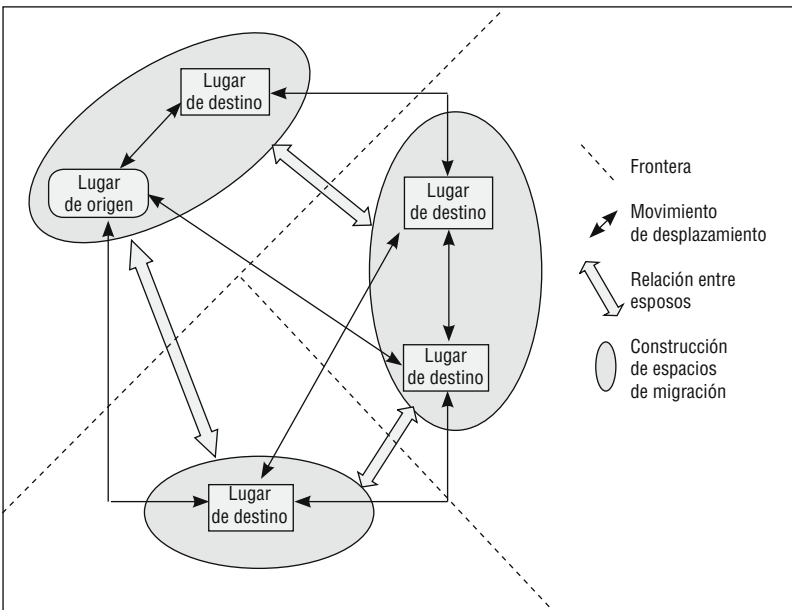 Lugar
de destino
Lugar
de origen
Lugar
de destino
Lugar
de destino
Lugar
de destino
Frontera
Movimiento
de desplazamiento
Relación entre
esposos
Construcción
de espacios
de migración